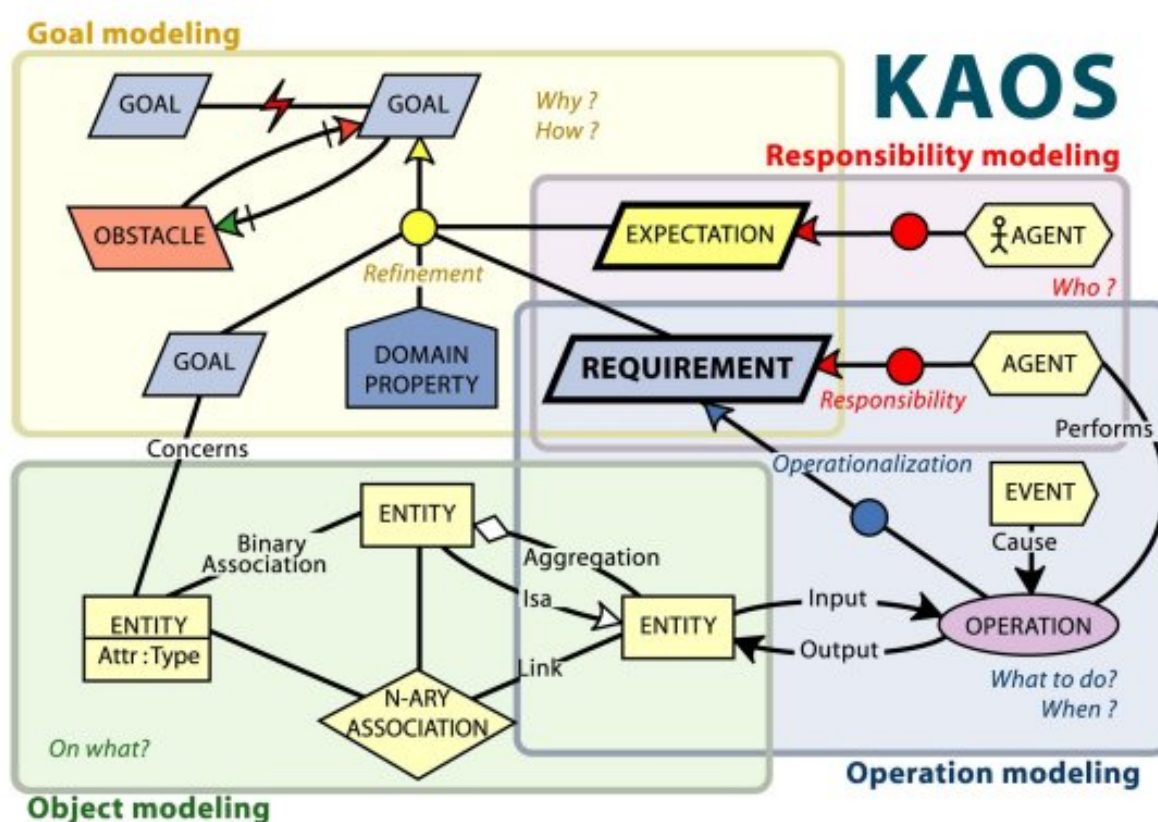 Goal modeling
KAOS
GOAL
GOAL
Why ?
How ?
Responsibility modeling
OBSTACLE
EXPECTATION
AGENT
Refinement
Who ?
GOAL
DOMAIN
PROPERTY
REQUIREMENT
AGENT
Responsibility
Performs
Concerns
Operationalization
EVENT
ENTITY
Binary
Association
Aggregation
Cause
Isa
Input
ENTITY
Attr : Type
ENTITY
OPERATION
Output
Link
N-ARY
ASSOCIATION
What to do?
When ?
On what?
Operation modeling
Object modeling